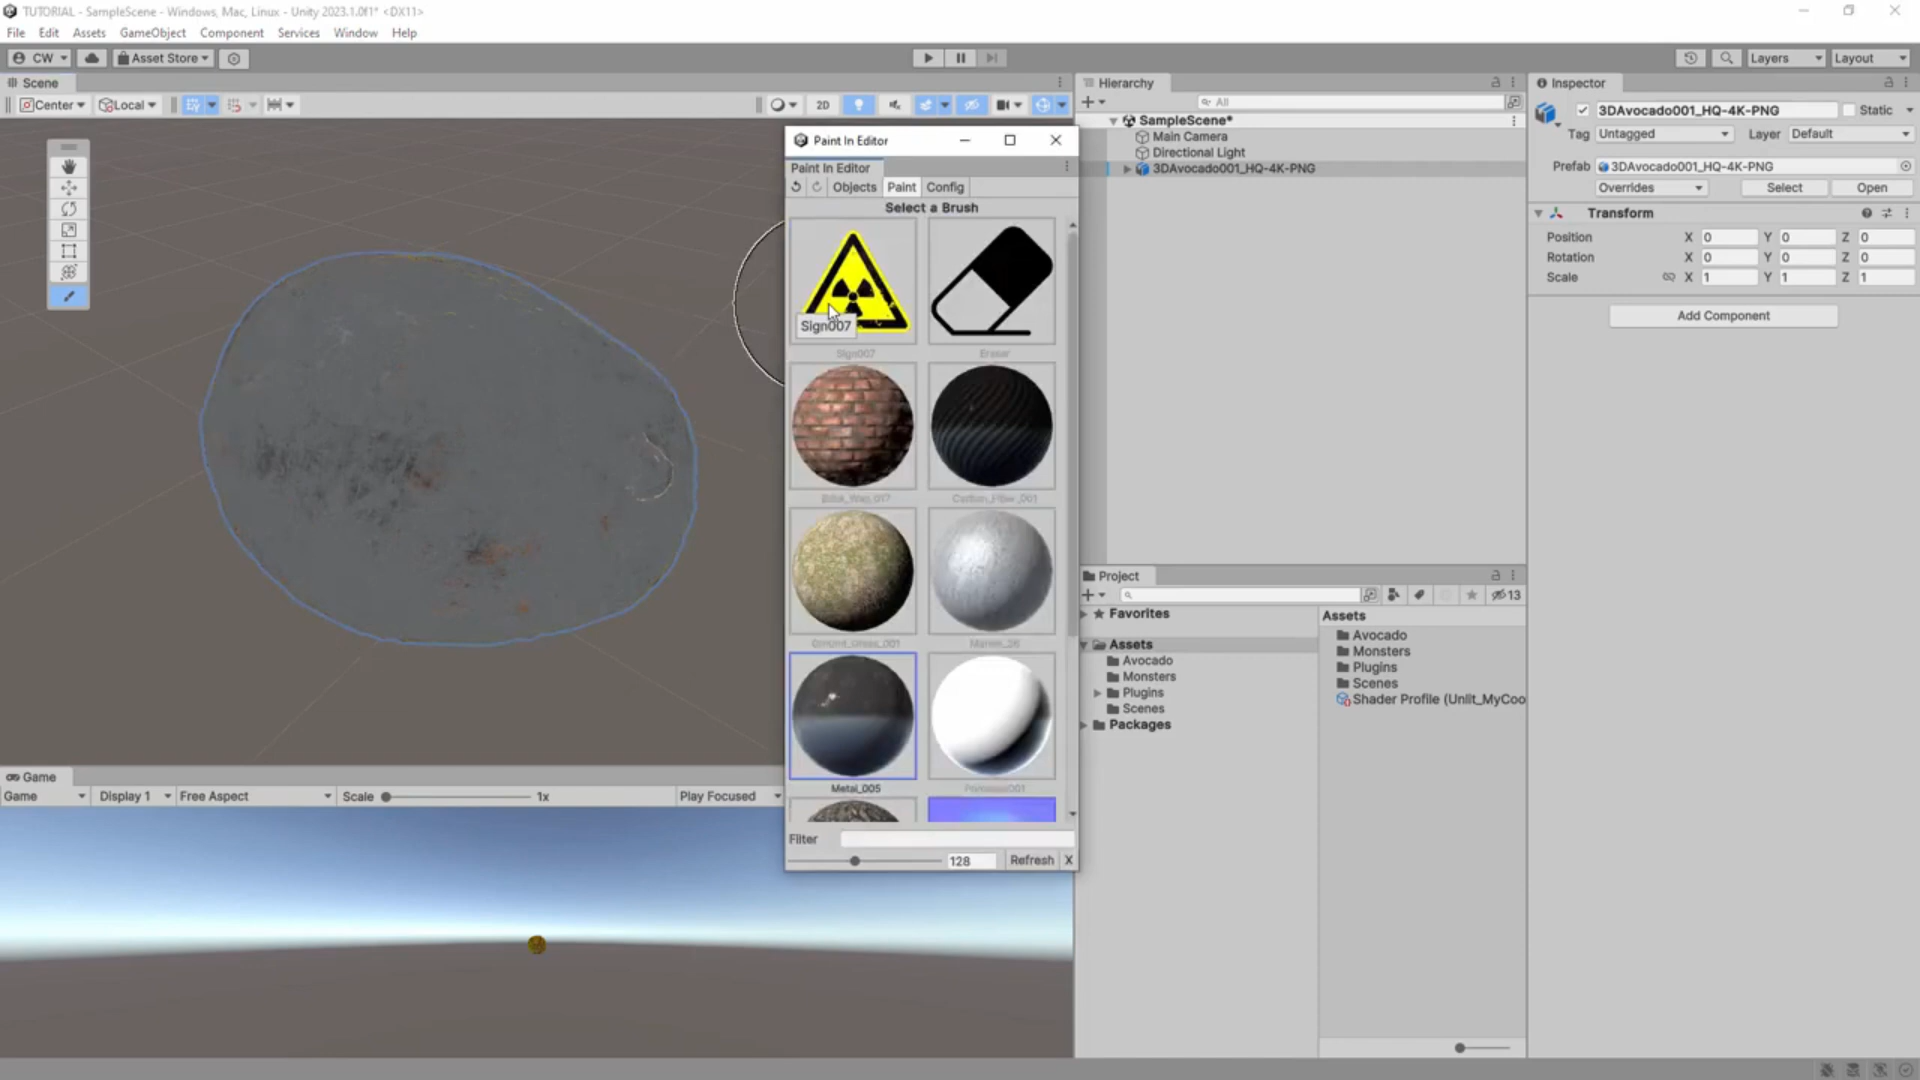 TUTORIAL - SampleScene - Windows, Mac, Linux - Unity 2023.1.0f1* <DX11>
File Edit Assets GameObject Component Services Window Help
CW Asset Store Layers Layout
Scene
Center Local 2D
Paint In Editor
Paint In Editor
Objects Paint Config
Select a Brush
Sign007
Sign007 Eraser
Metal_005
Filter
128 Refresh X
Hierarchy
All
SampleScene*
Main Camera
Directional Light
3DAvocado001_HQ-4K-PNG
Project
13
Favorites
Assets
Avocado
Monsters
Plugins
Scenes
Packages
Assets
Avocado
Monsters
Plugins
Scenes
Shader Profile (Unlit_MyCoo
Inspector
3DAvocado001_HQ-4K-PNG Static
Tag Untagged Layer Default
Prefab 3DAvocado001_HQ-4K-PNG
Overrides Select Open
Transform
Position X 0 Y 0 Z 0
Rotation X 0 Y 0 Z 0
Scale X 1 Y 1 Z 1
Add Component
Game
Game Display 1 Free Aspect Scale 1x Play Focused